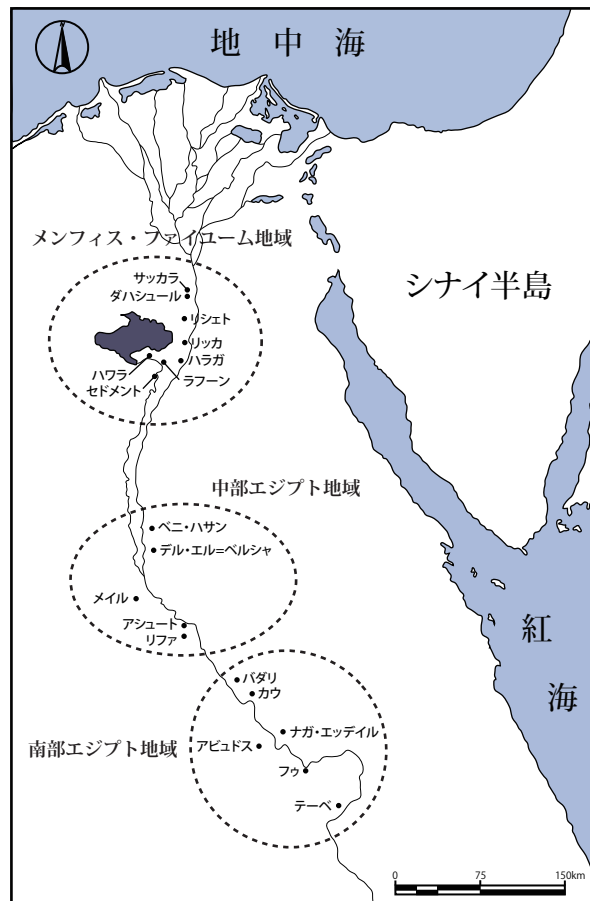 地中海
メンフィス・ファイユーム地域
サッカラ
ダハシュール
シナイ半島
リシェト
リッカ
ハラガ
ハワラ
ラフーン
セドメント
中部エジプト地域
ベニ・ハサン
デル・エル=ベルシャ
メイル
アシュート
リファ
紅海
バダリ
カウ
ナガ・エッデイル
南部エジプト地域
アビュドス
フゥ
テーベ
0 75 150km